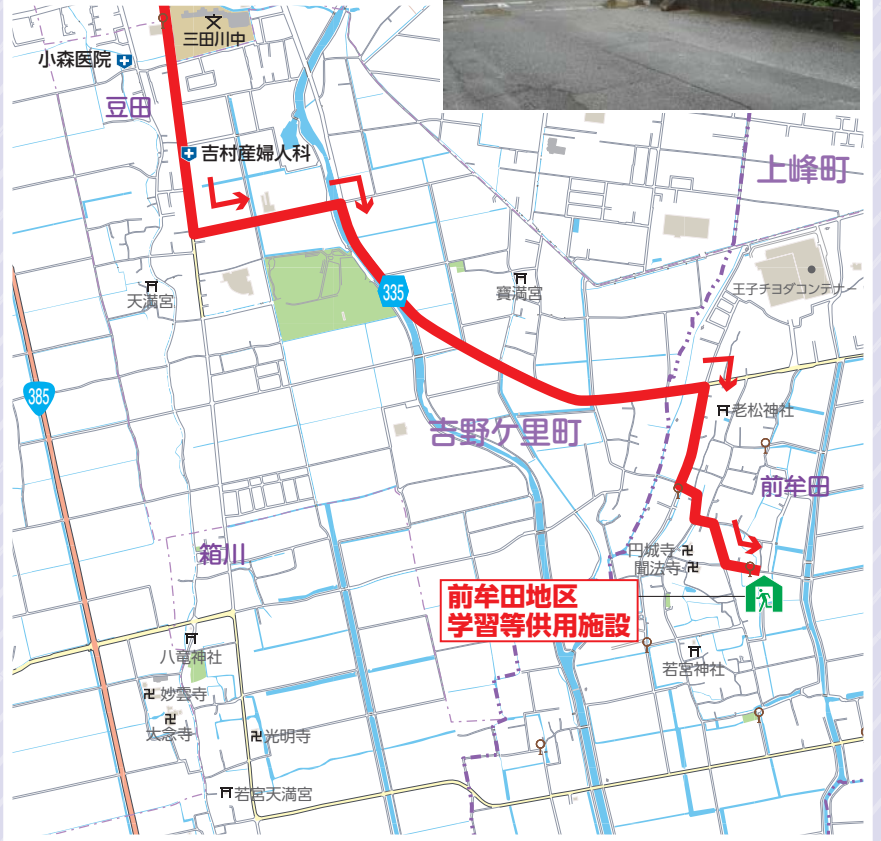 文
三田川中
小森医院
豆田
吉村産婦人科
上峰町
天満宮
335
寶満宮
王子チヨダコンテナー
385
老松神社
吉野ケ里町
前牟田
箱川
円城寺
聞法寺
前牟田地区
学習等供用施設
八竜神社
若宮神社
妙雲寺
大念寺
光明寺
若宮天満宮